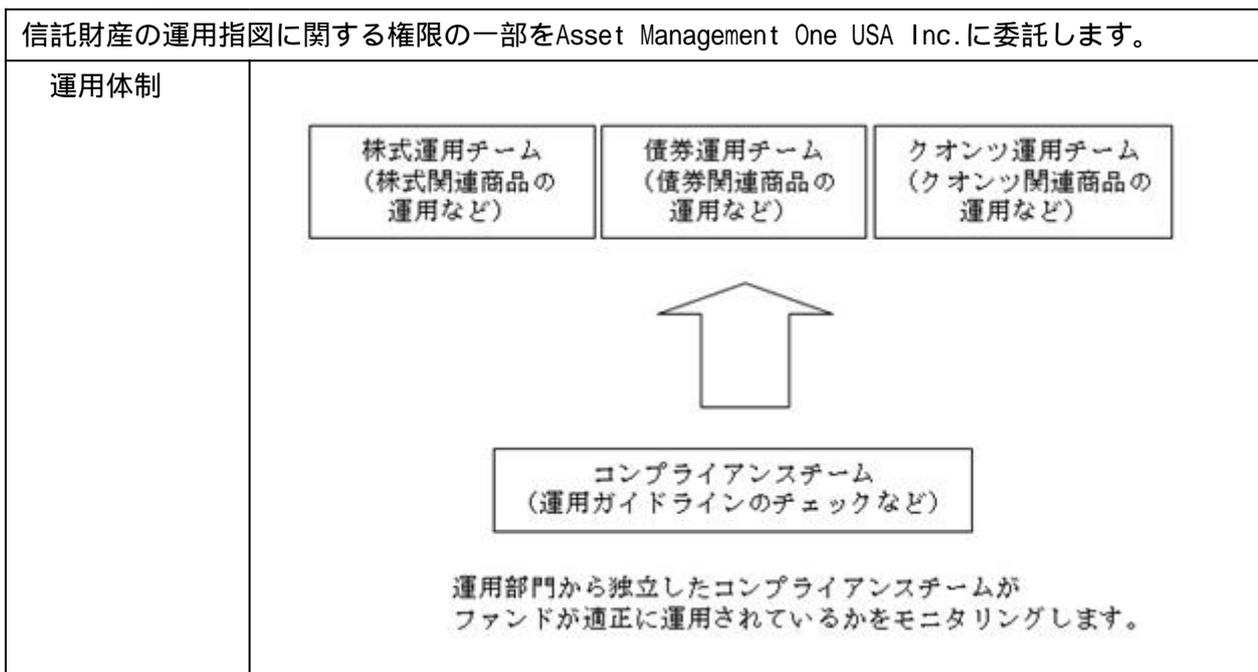 信託財産の運用指図に関する権限の一部をAsset Management One USA Inc.に委託します。
運用体制
株式運用チーム
(株式関連商品の
運用など)
債券運用チーム
(債券関連商品の
運用など)
クオンツ運用チーム
(クオンツ関連商品の
運用など)
コンプライアンスチーム
(運用ガイドラインのチェックなど)
運用部門から独立したコンプライアンスチームが
ファンドが適正に運用されているかをモニタリングします。